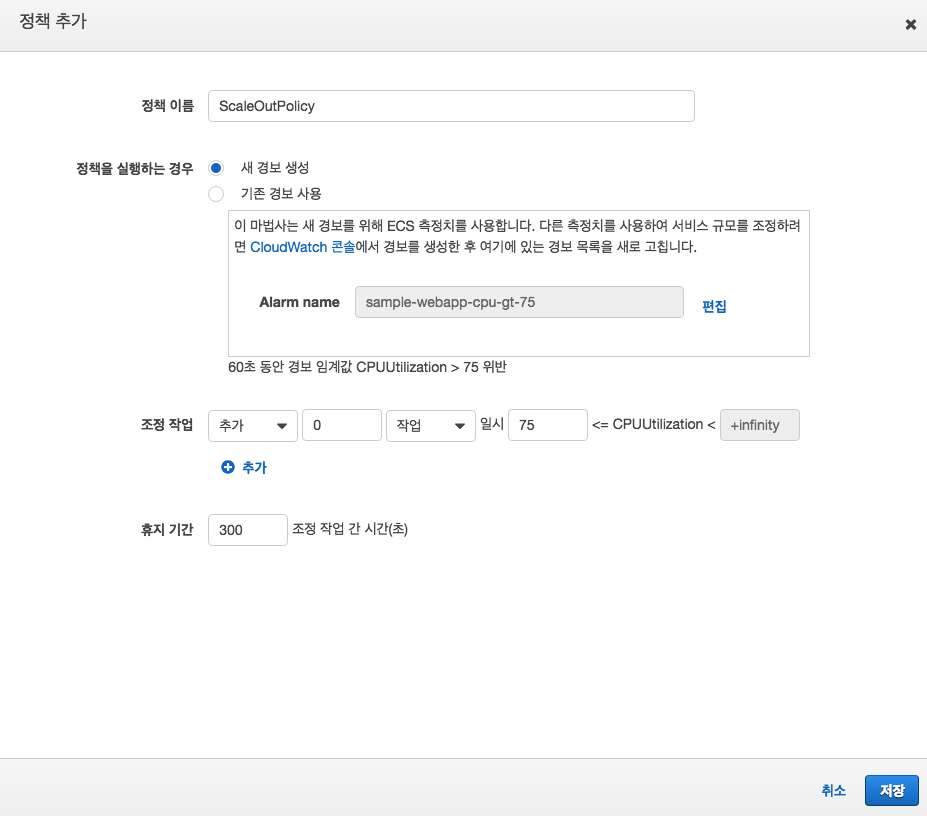 정책 추가
정책 이름 ScaleOutPolicy
정책을 실행하는 경우 새 경보 생성
기존 경보 사용
이 마법사는 새 경보를 위해 ECS 측정치를 사용합니다. 다른 측정치를 사용하여 서비스 규모를 조정하려
면 CloudWatch 콘솔에서 경보를 생성한 후 여기에 있는 경보 목록을 새로 고칩니다.
Alarm name sample-webapp-cpu-gt-75 편집
60초 동안 경보 임계값 CPUUtilization > 75 위반
조정 작업 추가 0 작업 일시 75 <= CPUUtilization < +infinity
추가
휴지 기간 300 조정 작업 간 시간(초)
취소 저장